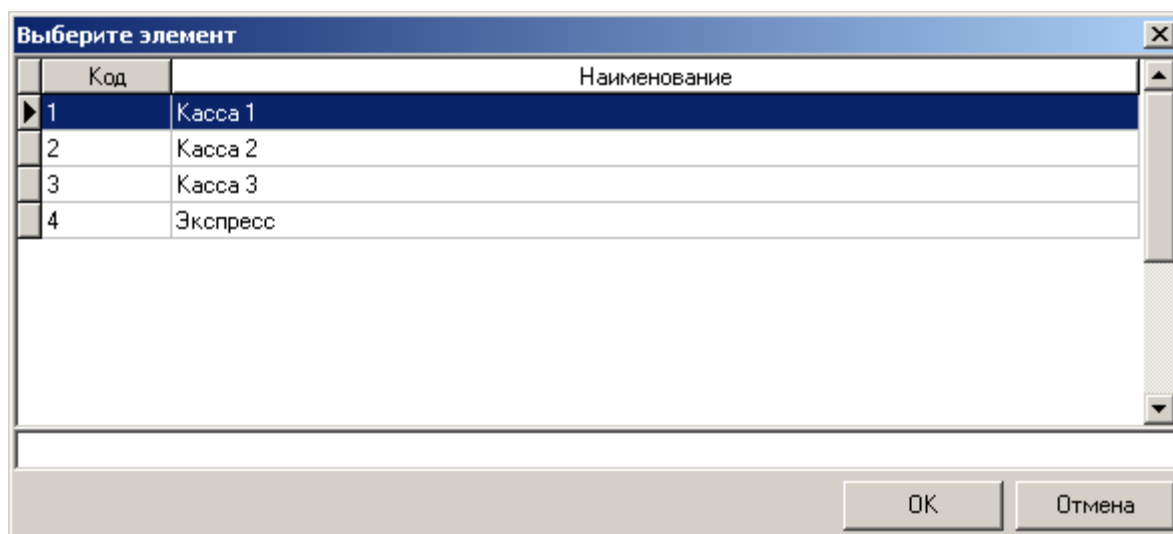 Выберите элемент
Код Наименование
1 Касса 1
2 Касса 2
3 Касса 3
4 Экспресс
OK Отмена